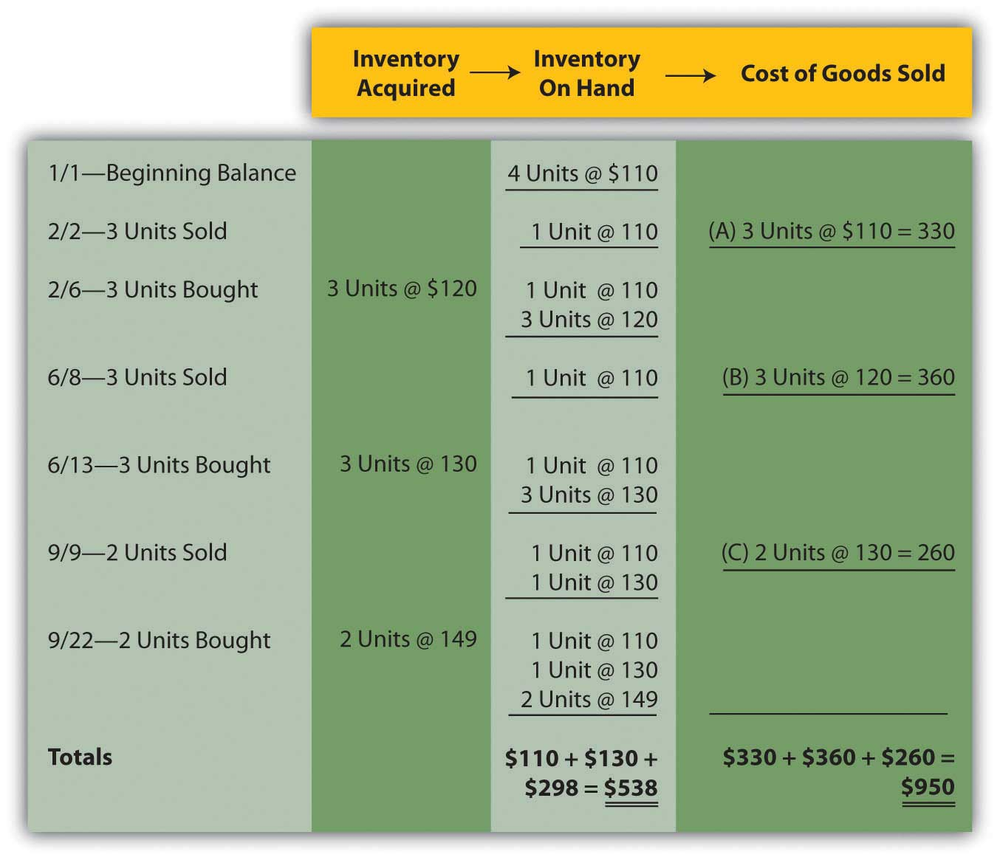 Inventory Acquired → Inventory On Hand → Cost of Goods Sold
1/1—Beginning Balance 4 Units @ $110
2/2—3 Units Sold 1 Unit @ 110 (A) 3 Units @ $110 = 330
2/6—3 Units Bought 3 Units @ $120 1 Unit @ 110
3 Units @ 120
6/8—3 Units Sold 1 Unit @ 110 (B) 3 Units @ 120 = 360
6/13—3 Units Bought 3 Units @ 130 1 Unit @ 110
3 Units @ 130
9/9—2 Units Sold 1 Unit @ 110 (C) 2 Units @ 130 = 260
1 Unit @ 130
9/22—2 Units Bought 2 Units @ 149 1 Unit @ 110
1 Unit @ 130
2 Units @ 149
Totals $110 + $130 + $330 + $360 + $260 =
$298 = $538 $950